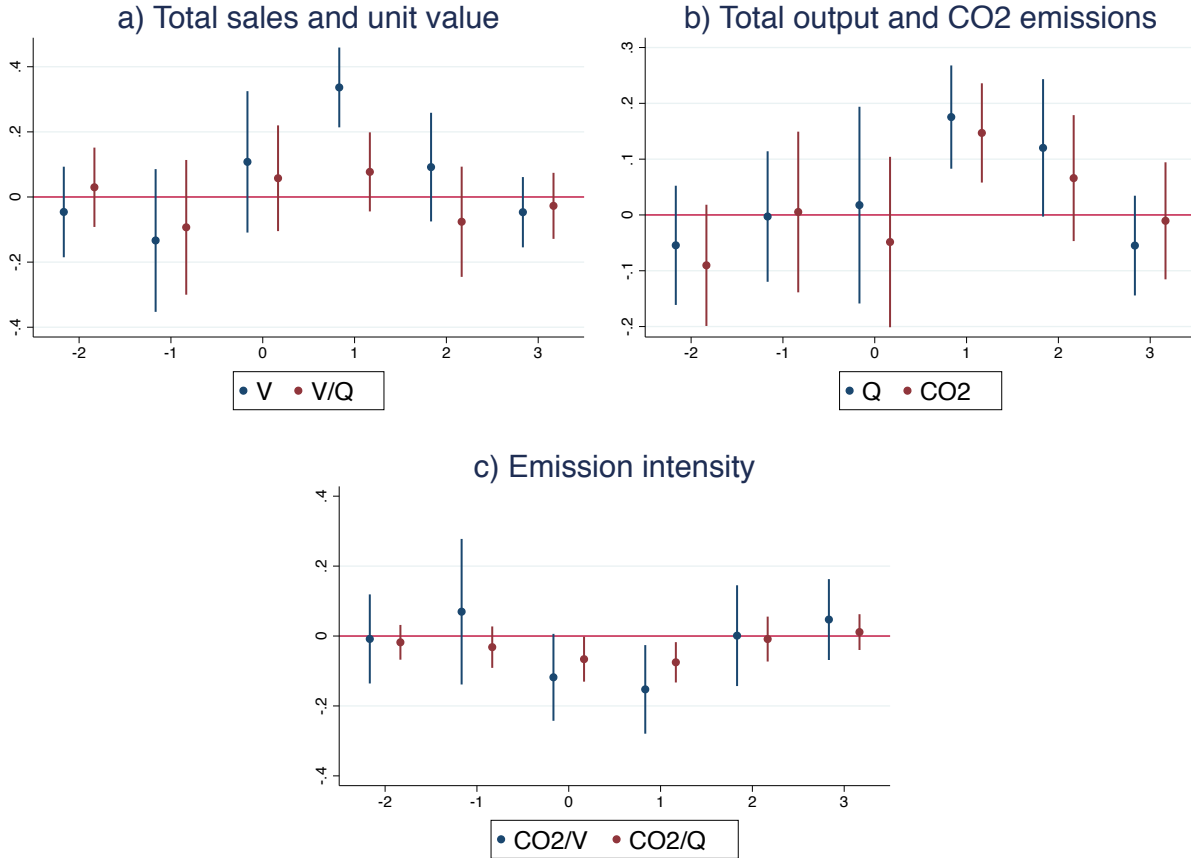 a) Total sales and unit value
.4
.2
0
-.2
-.4
-2 -1 0 1 2 3
V V/Q
b) Total output and CO2 emissions
.3
.2
.1
0
-.1
-.2
-2 -1 0 1 2 3
Q CO2
c) Emission intensity
.4
.2
0
-.2
-.4
-2 -1 0 1 2 3
CO2/V CO2/Q